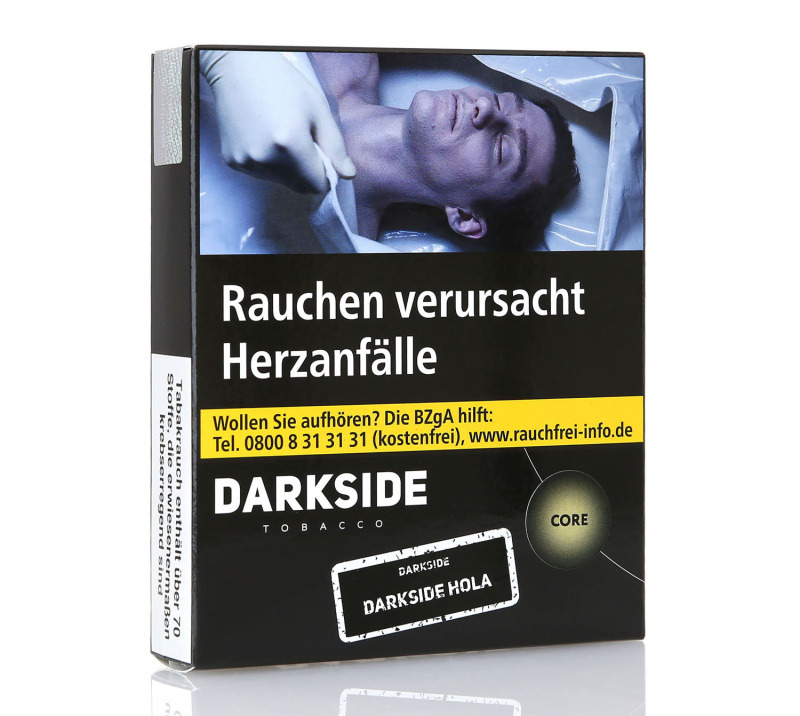 Rauchen verursacht
Herzanfälle
Wollen Sie aufhören? Die BZgA hilft:
Tel. 0800 8 31 31 31 (kostenfrei), www.rauchfrei-info.de
DARKSIDE
TOBACCO
CORE
DARKSIDE
DARKSIDE HOLA
Tabakrauch enthält über 70
Stoffe, die erwiesenermaßen
krebserregend sind